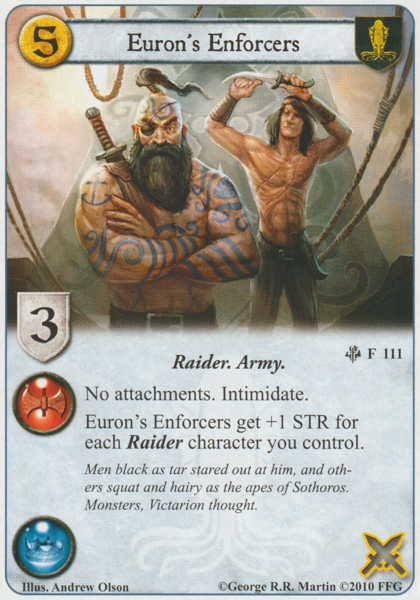 5
Euron's Enforcers
3
Raider. Army.
F 111
No attachments. Intimidate.
Euron's Enforcers get +1 STR for
each Raider character you control.
Men black as tar stared out at him, and oth-
ers squat and hairy as the apes of Sothoros.
Monsters, Victarion thought.
Illus. Andrew Olson
©George R.R. Martin ©2010 FFG